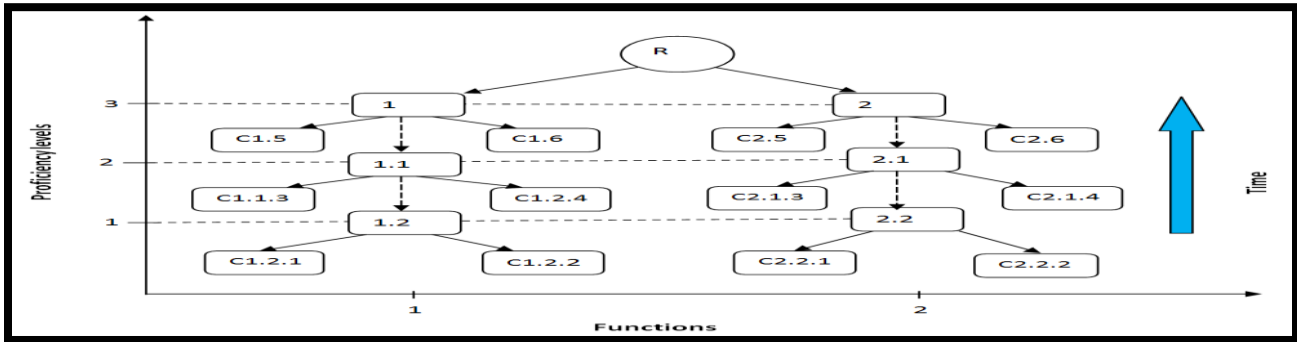 R
3
1
2
C1.5
C1.6
C2.5
C2.6
2
1.1
2.1
C1.1.3
C1.2.4
C2.1.3
C2.1.4
1
1.2
2.2
C1.2.1
C1.2.2
C2.2.1
C2.2.2
Proficiency levels
Time
1
2
Functions